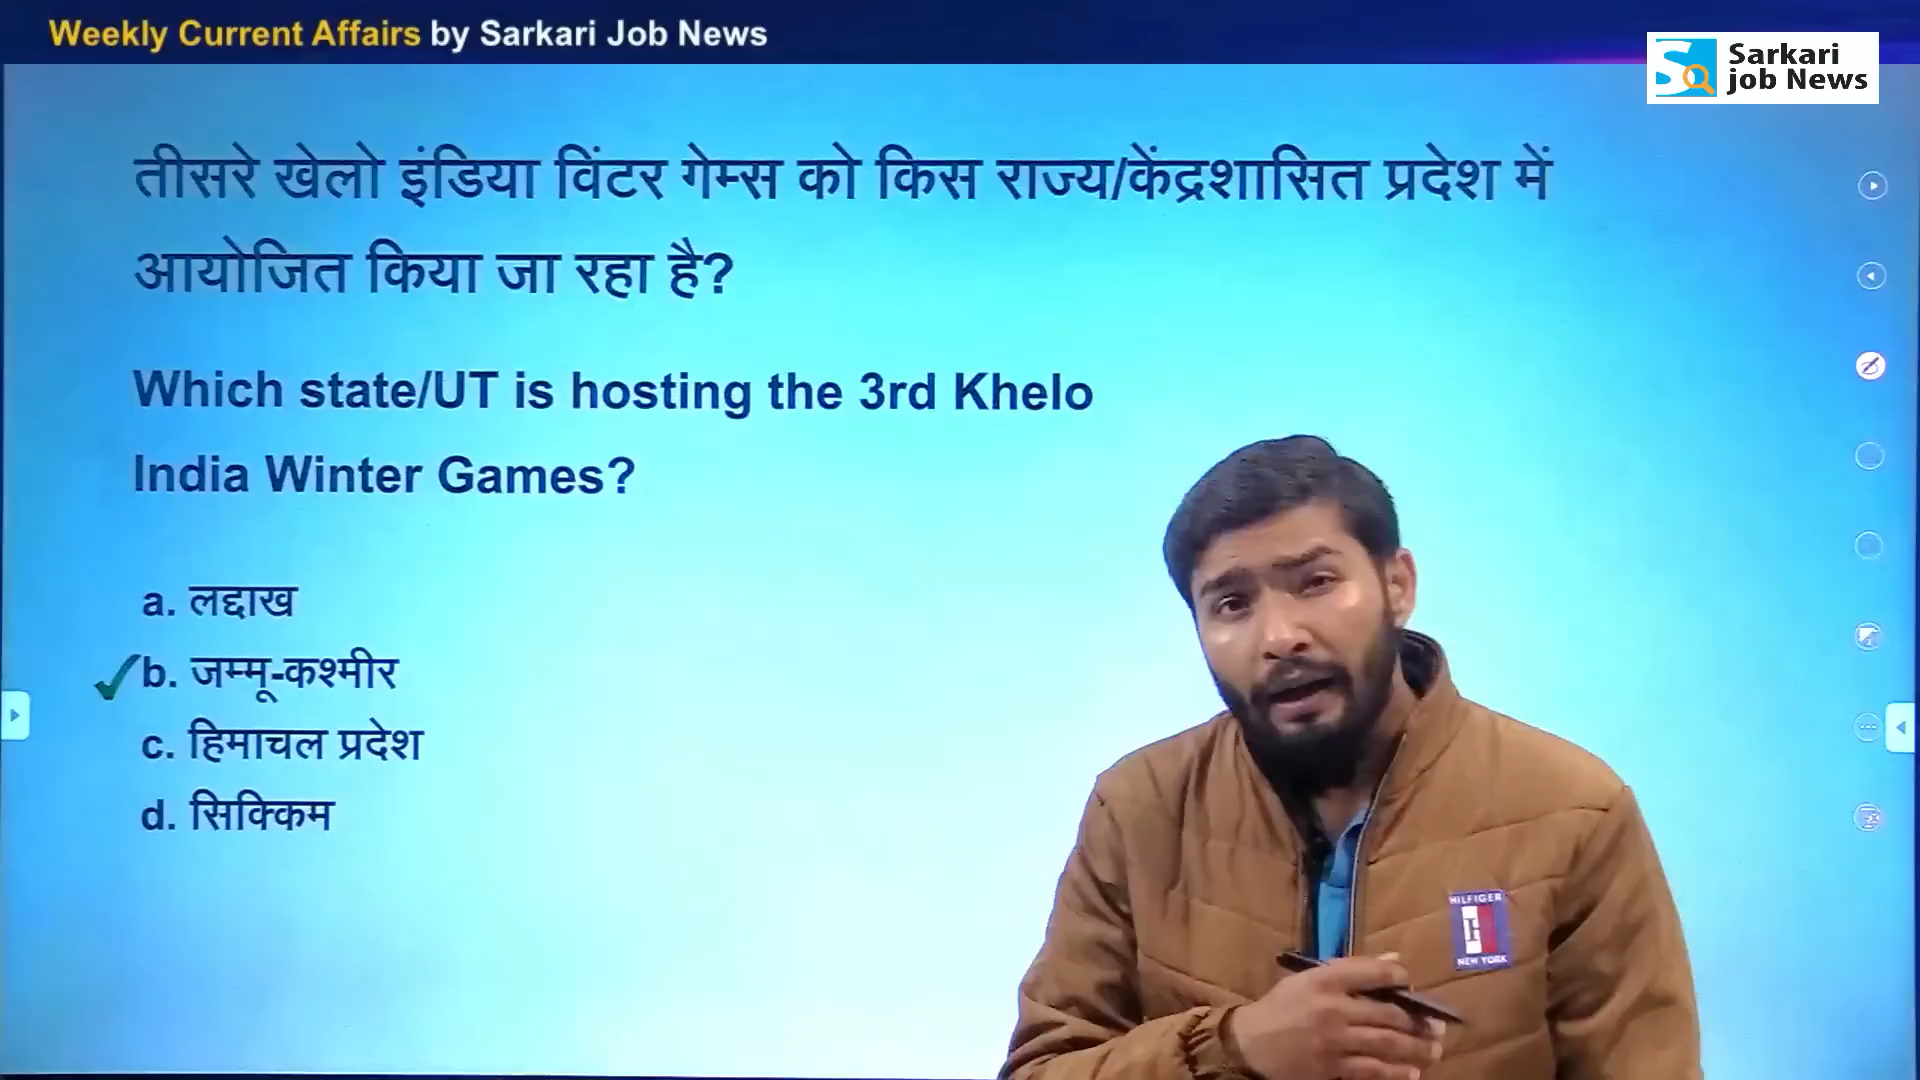 Weekly Current Affairs by Sarkari Job News
Sarkari
job News
तीसरे खेलो इंडिया विंटर गेम्स को किस राज्य/केंद्रशासित प्रदेश में
आयोजित किया जा रहा है?
Which state/UT is hosting the 3rd Khelo
India Winter Games?
a. लद्दाख
b. जम्मू-कश्मीर
c. हिमाचल प्रदेश
d. सिक्किम
HILFIGER
H
NEW YORK